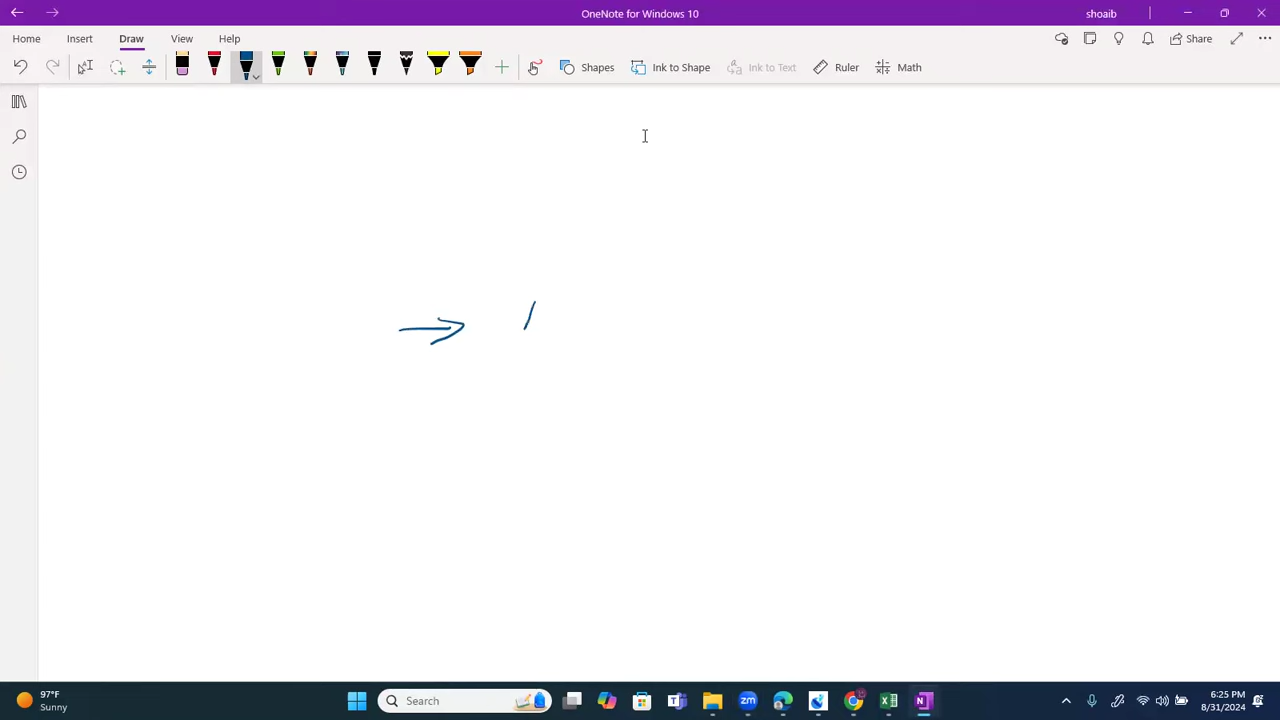 OneNote for Windows 10
shoaib
Home Insert Draw View Help
Share
Shapes Ink to Shape Ink to Text Ruler Math
97°F
Sunny
Search
6:25 PM
8/31/2024